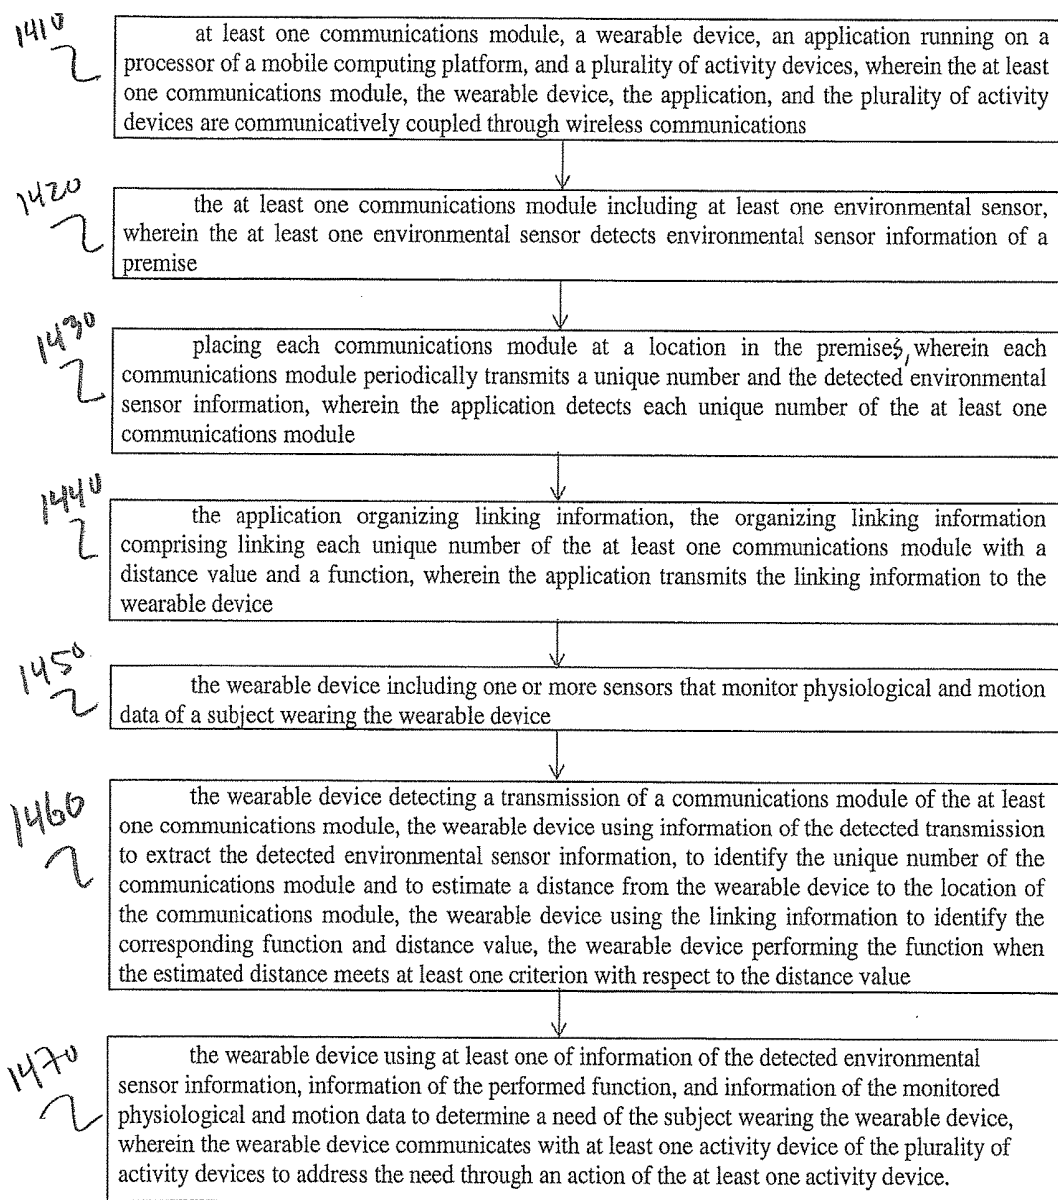 1410
at least one communications module, a wearable device, an application running on a
processor of a mobile computing platform, and a plurality of activity devices, wherein the at least
one communications module, the wearable device, the application, and the plurality of activity
devices are communicatively coupled through wireless communications
1420
the at least one communications module including at least one environmental sensor,
wherein the at least one environmental sensor detects environmental sensor information of a
premise
1430
placing each communications module at a location in the premises, wherein each
communications module periodically transmits a unique number and the detected environmental
sensor information, wherein the application detects each unique number of the at least one
communications module
1440
the application organizing linking information, the organizing linking information
comprising linking each unique number of the at least one communications module with a
distance value and a function, wherein the application transmits the linking information to the
wearable device
1450
the wearable device including one or more sensors that monitor physiological and motion
data of a subject wearing the wearable device
1460
the wearable device detecting a transmission of a communications module of the at least
one communications module, the wearable device using information of the detected transmission
to extract the detected environmental sensor information, to identify the unique number of the
communications module and to estimate a distance from the wearable device to the location of
the communications module, the wearable device using the linking information to identify the
corresponding function and distance value, the wearable device performing the function when
the estimated distance meets at least one criterion with respect to the distance value
1470
the wearable device using at least one of information of the detected environmental
sensor information, information of the performed function, and information of the monitored
physiological and motion data to determine a need of the subject wearing the wearable device,
wherein the wearable device communicates with at least one activity device of the plurality of
activity devices to address the need through an action of the at least one activity device.